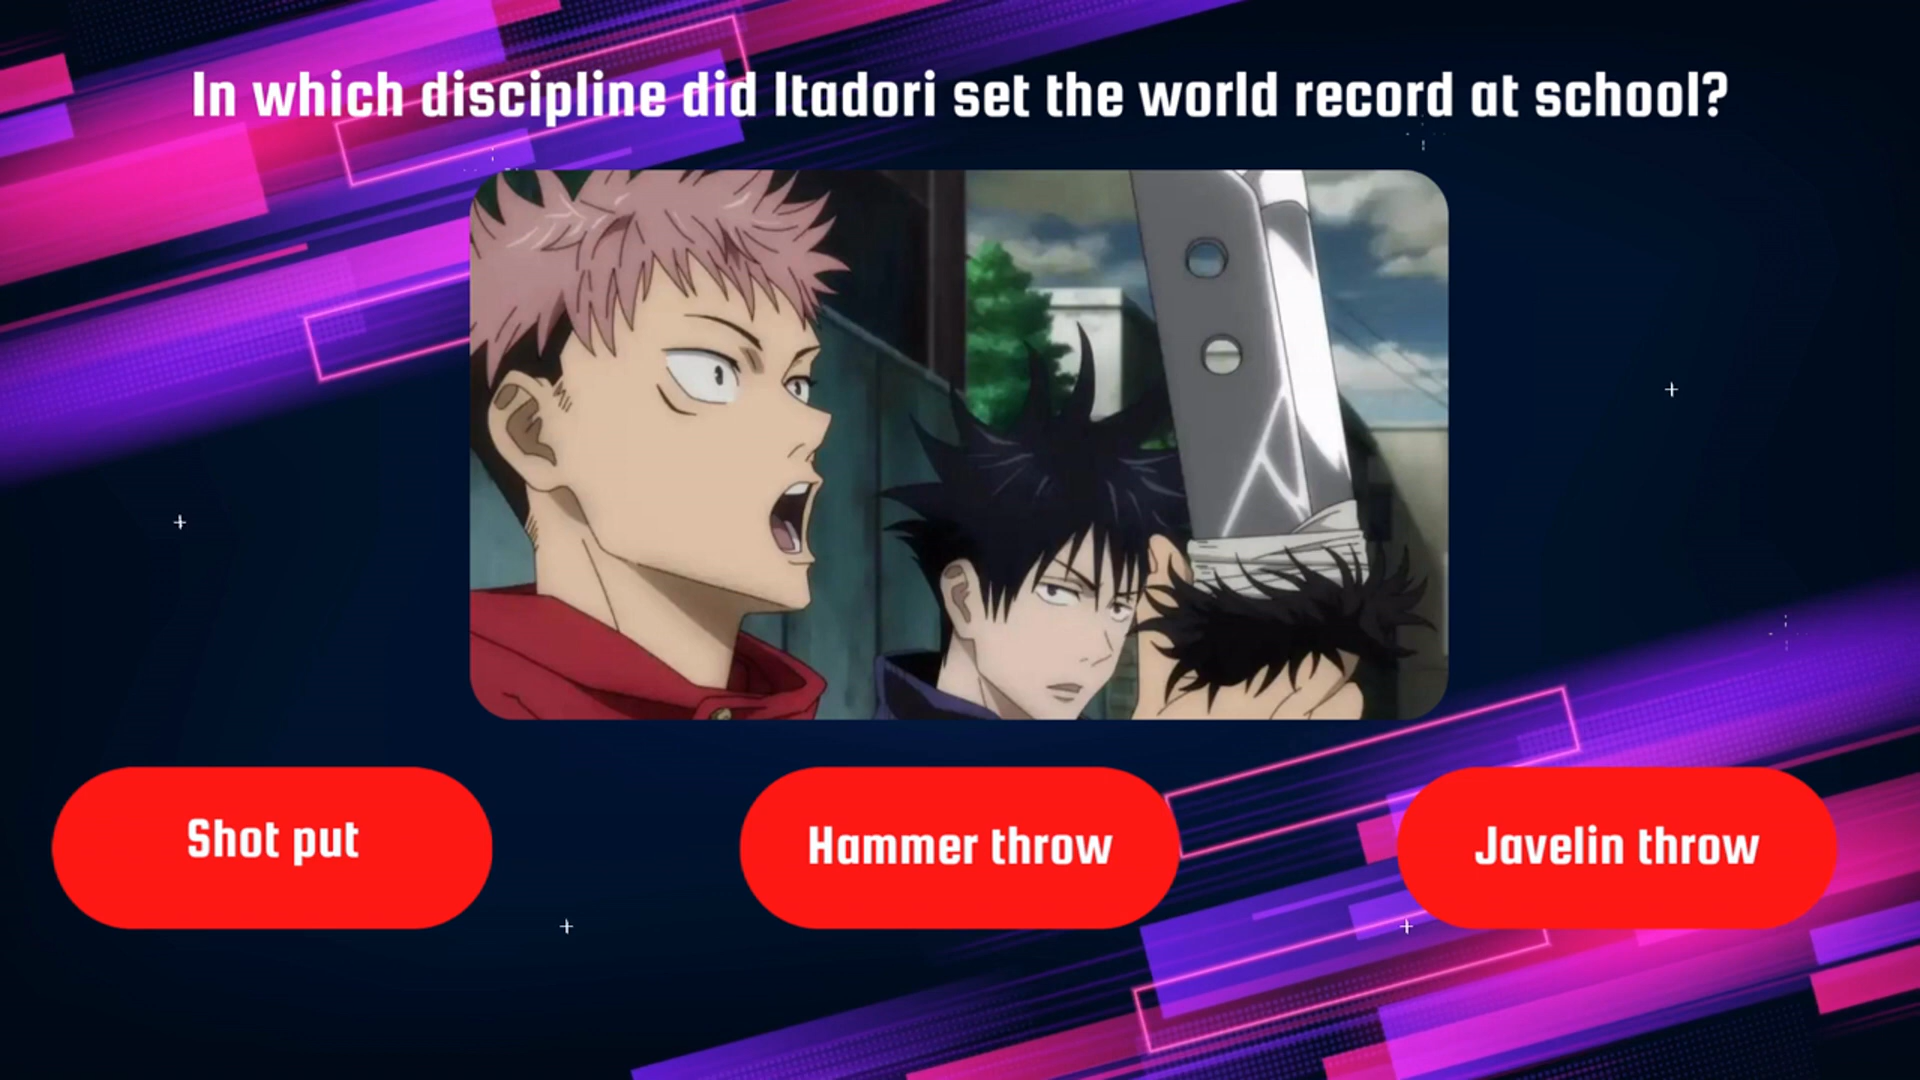 In which discipline did Itadori set the world record at school?
Shot put
Hammer throw
Javelin throw